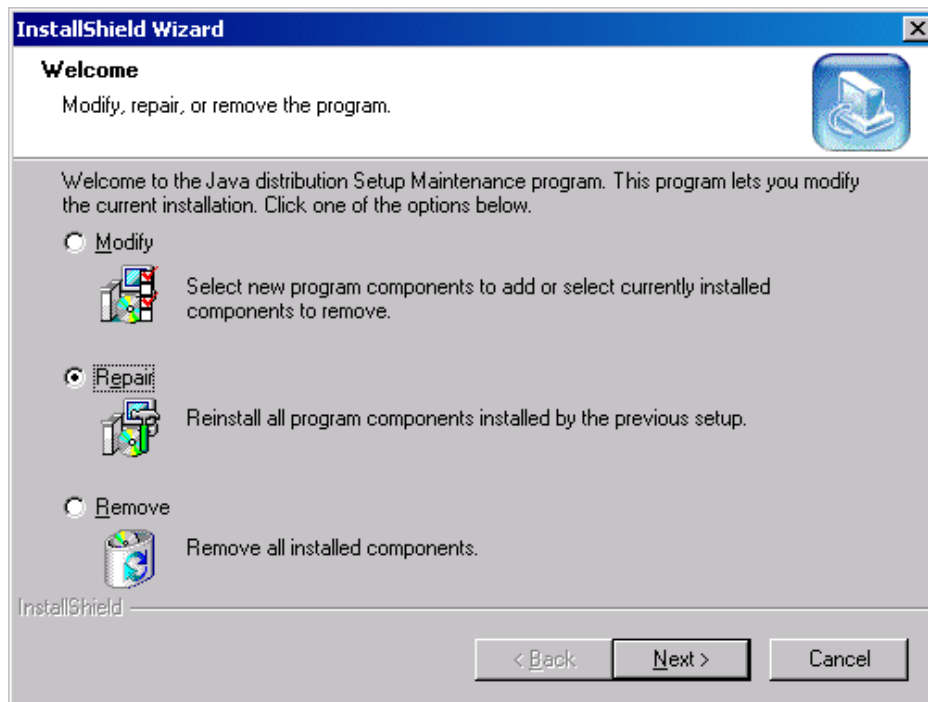 InstallShield Wizard
Welcome
Modify, repair, or remove the program.
Welcome to the Java distribution Setup Maintenance program. This program lets you modify
the current installation. Click one of the options below.
Modify
Select new program components to add or select currently installed
components to remove.
Repair
Reinstall all program components installed by the previous setup.
Remove
Remove all installed components.
InstallShield
< Back
Next >
Cancel